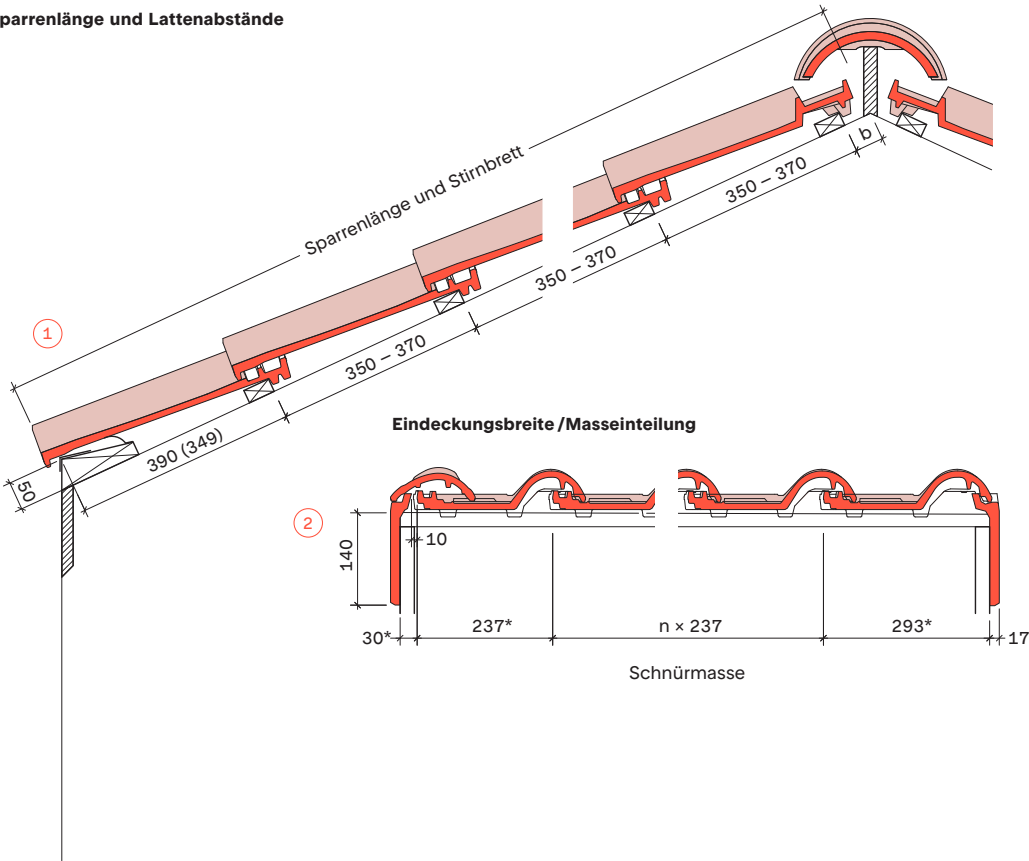 parrenlänge und Lattenabstände
Sparrenlänge und Stirnbrett
b
350 – 370
350 – 370
350 – 370
390 (349)
50
1
Eindeckungsbreite / Masseinteilung
2
140
10
30*
237*
n × 237
293*
17
Schnürmasse